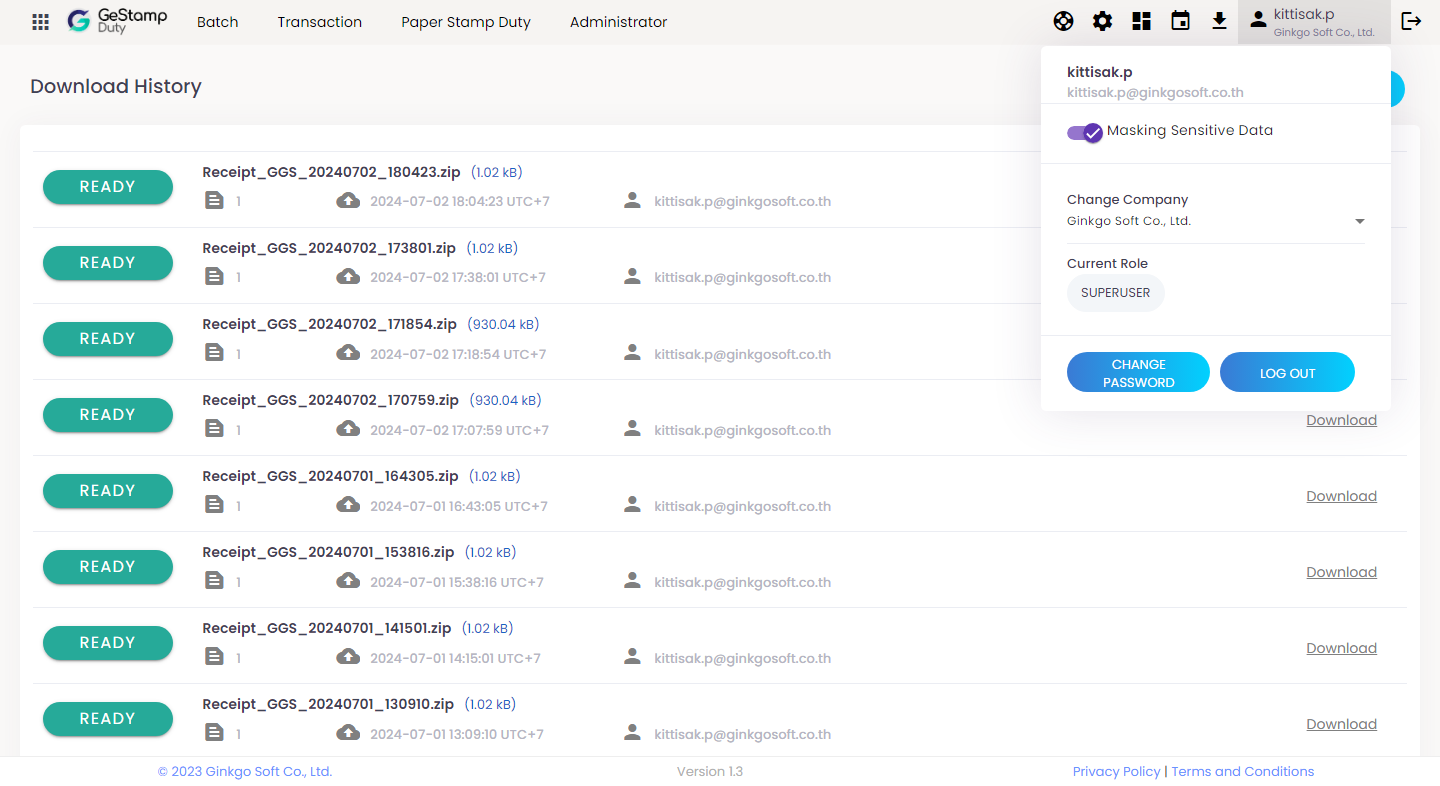 GeStamp
Duty
Batch
Transaction
Paper Stamp Duty
Administrator
kittisak.p
Ginkgo Soft Co., Ltd.
kittisak.p
kittisak.p@ginkgosoft.co.th
Masking Sensitive Data
Change Company
Ginkgo Soft Co., Ltd.
Current Role
SUPERUSER
CHANGE
PASSWORD
LOG OUT
Download History
READY
Receipt_GGS_20240702_180423.zip (1.02 kB)
1 2024-07-02 18:04:23 UTC+7 kittisak.p@ginkgosoft.co.th
READY
Receipt_GGS_20240702_173801.zip (1.02 kB)
1 2024-07-02 17:38:01 UTC+7 kittisak.p@ginkgosoft.co.th
READY
Receipt_GGS_20240702_171854.zip (930.04 kB)
1 2024-07-02 17:18:54 UTC+7 kittisak.p@ginkgosoft.co.th
READY
Receipt_GGS_20240702_170759.zip (930.04 kB)
1 2024-07-02 17:07:59 UTC+7 kittisak.p@ginkgosoft.co.th
Download
READY
Receipt_GGS_20240701_164305.zip (1.02 kB)
1 2024-07-01 16:43:05 UTC+7 kittisak.p@ginkgosoft.co.th
Download
READY
Receipt_GGS_20240701_153816.zip (1.02 kB)
1 2024-07-01 15:38:16 UTC+7 kittisak.p@ginkgosoft.co.th
Download
READY
Receipt_GGS_20240701_141501.zip (1.02 kB)
1 2024-07-01 14:15:01 UTC+7 kittisak.p@ginkgosoft.co.th
Download
READY
Receipt_GGS_20240701_130910.zip (1.02 kB)
1 2024-07-01 13:09:10 UTC+7 kittisak.p@ginkgosoft.co.th
Download
© 2023 Ginkgo Soft Co., Ltd.
Version 1.3
Privacy Policy | Terms and Conditions